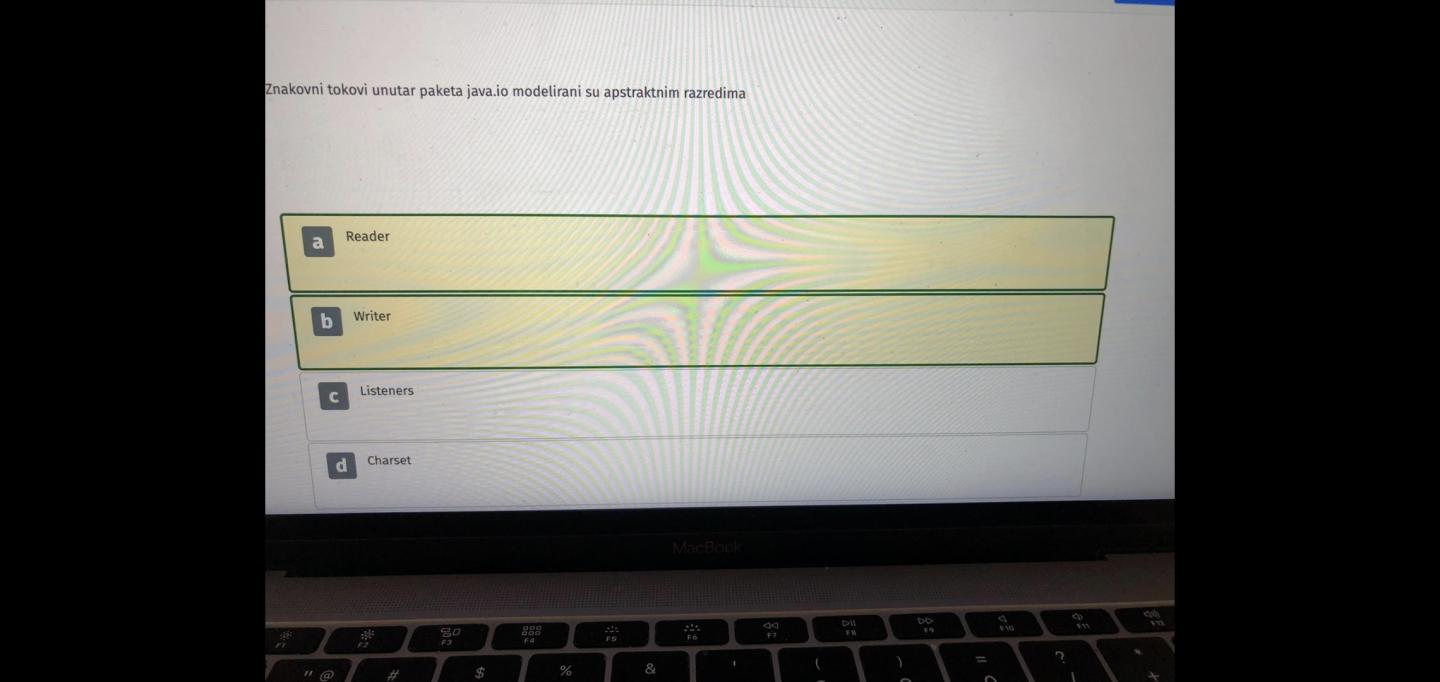 Znakovni tokovi unutar paketa java.io modelirani su apstraktnim razredima
a Reader
b Writer
c Listeners
d Charset
MacBook
F1 F2 F3 F4 F5 F6 F7 F8 F9 F10 F11 F12
" @ # $ % & ' ( ) = ? *
+